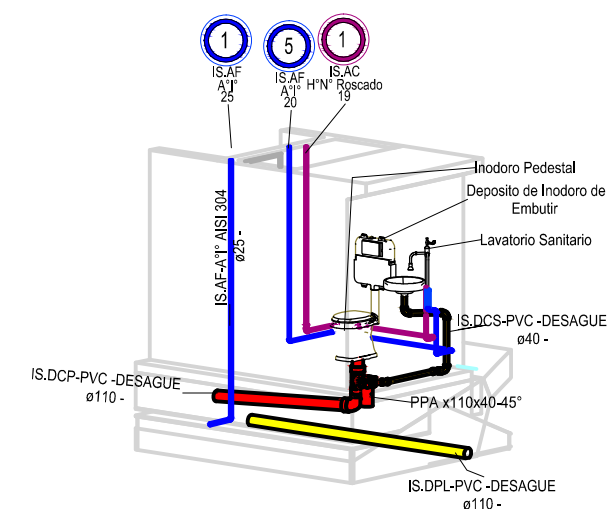 1
IS.AF
A°I°
25
5
IS.AF
A°I°
20
1
IS.AC
H°N° Roscado
19
Inodoro Pedestal
Deposito de Inodoro de
Embutir
Lavatorio Sanitario
IS.AF-A°I° AISI 304
ø25 -
IS.DCS-PVC -DESAGUE
ø40 -
IS.DCP-PVC -DESAGUE
ø110 -
PPA x110x40-45°
IS.DPL-PVC -DESAGUE
ø110 -